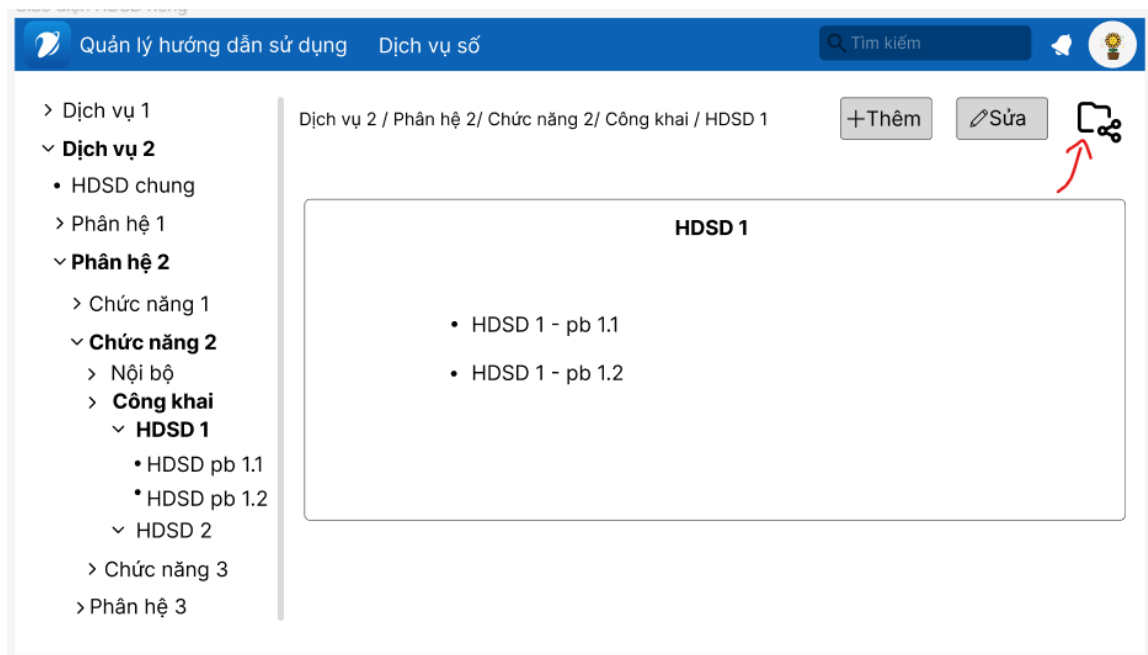 Giao diện HDSD riêng
Quản lý hướng dẫn sử dụng Dịch vụ số Tìm kiếm
Dịch vụ 1
Dịch vụ 2
HDSD chung
Phân hệ 1
Phân hệ 2
Chức năng 1
Chức năng 2
Nội bộ
Công khai
HDSD 1
HDSD pb 1.1
HDSD pb 1.2
HDSD 2
Chức năng 3
Phân hệ 3
Dịch vụ 2 / Phân hệ 2/ Chức năng 2/ Công khai / HDSD 1
+Thêm
Sửa
HDSD 1
HDSD 1 - pb 1.1
HDSD 1 - pb 1.2